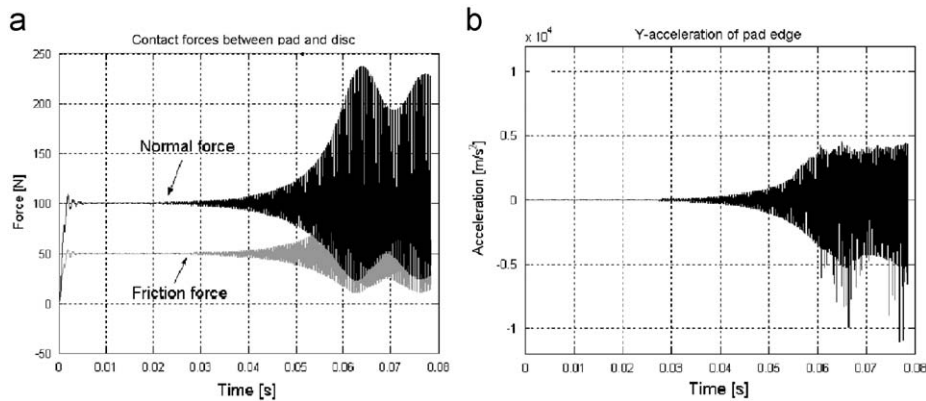 a
Contact forces between pad and disc
Force [N]
250
200
150
100
50
0
-50
Normal force
Friction force
0 0.01 0.02 0.03 0.04 0.05 0.06 0.07 0.08
Time [s]
b
Y-acceleration of pad edge
x 10⁴
Acceleration [m/s²]
1
0.5
0
-0.5
-1
0 0.01 0.02 0.03 0.04 0.05 0.06 0.07 0.08
Time [s]